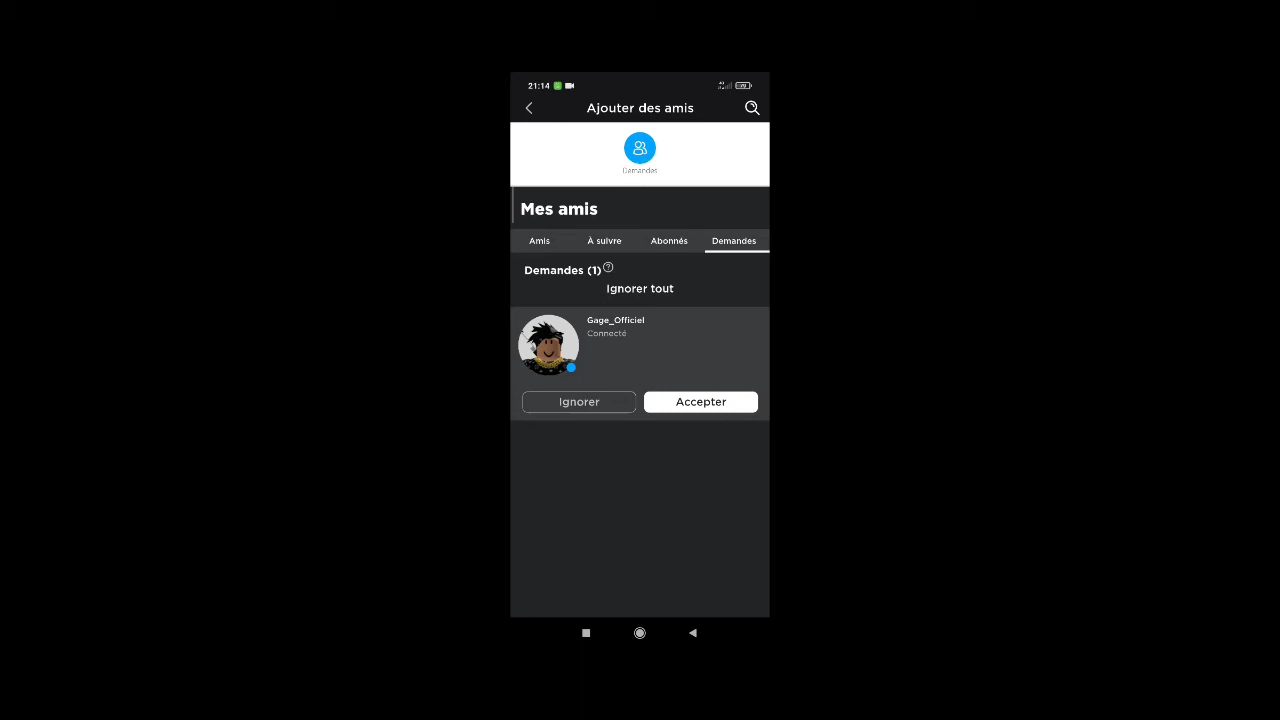 21:14
Ajouter des amis
Demandes
Mes amis
Amis À suivre Abonnés Demandes
Demandes (1)
Ignorer tout
Gage_Officiel
Connecté
Ignorer Accepter